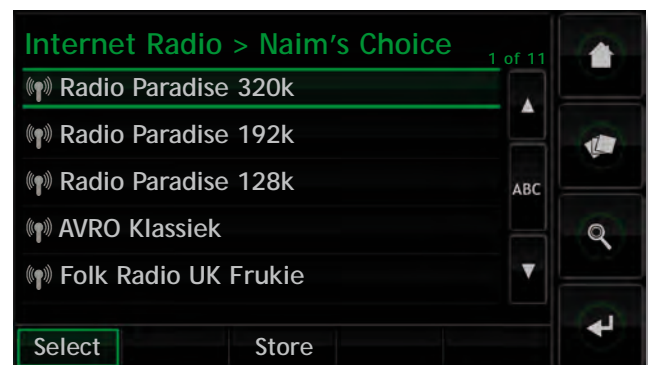 Internet Radio > Naim's Choice
1 of 11
Radio Paradise 320k
Radio Paradise 192k
Radio Paradise 128k
ABC
AVRO Klassiek
Folk Radio UK Frukie
Select
Store